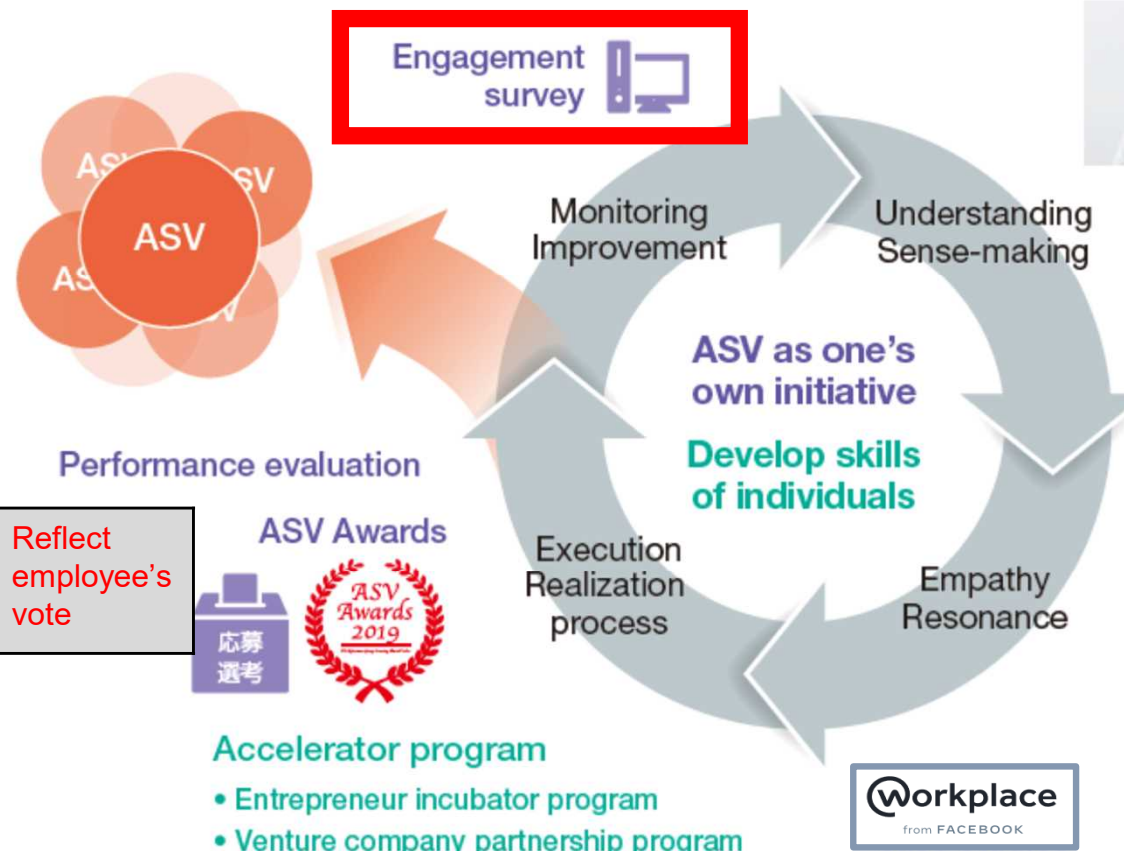 Engagement
survey
ASV
ASV
Monitoring
Improvement
Understanding
Sense-making
ASV as one's
own initiative
Develop skills
of individuals
Performance evaluation
Reflect
employee's
vote
ASV Awards
ASV
Awards
2019
応募
選考
Execution
Realization
process
Empathy
Resonance
Accelerator program
• Entrepreneur incubator program
• Venture company partnership program
Workplace
from FACEBOOK